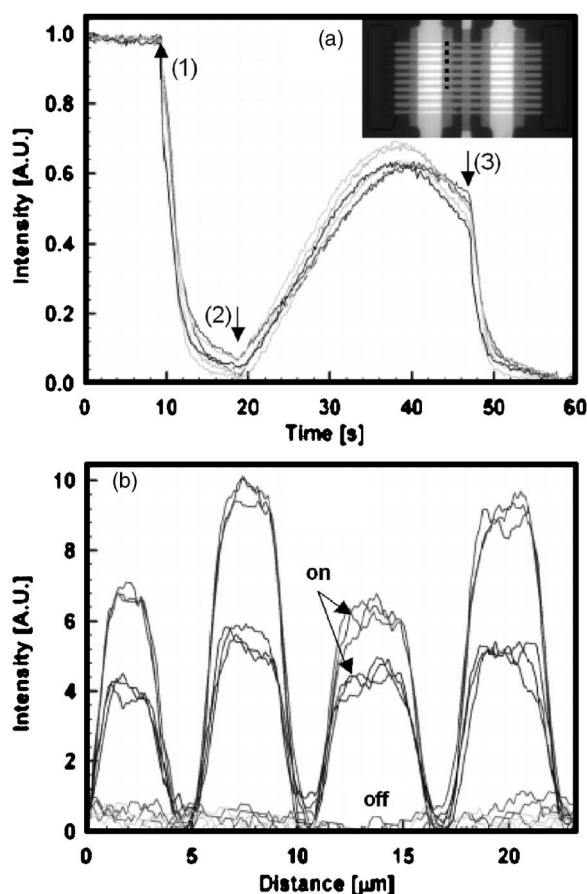 (a)
1.0
0.8
0.6
0.4
0.2
0.0
Intensity [A.U.]
(1)
(2)
(3)
0 10 20 30 40 50 60
Time [s]
(b)
10
8
6
4
2
0
Intensity [A.U.]
on
off
0 5 10 15 20
Distance [µm]